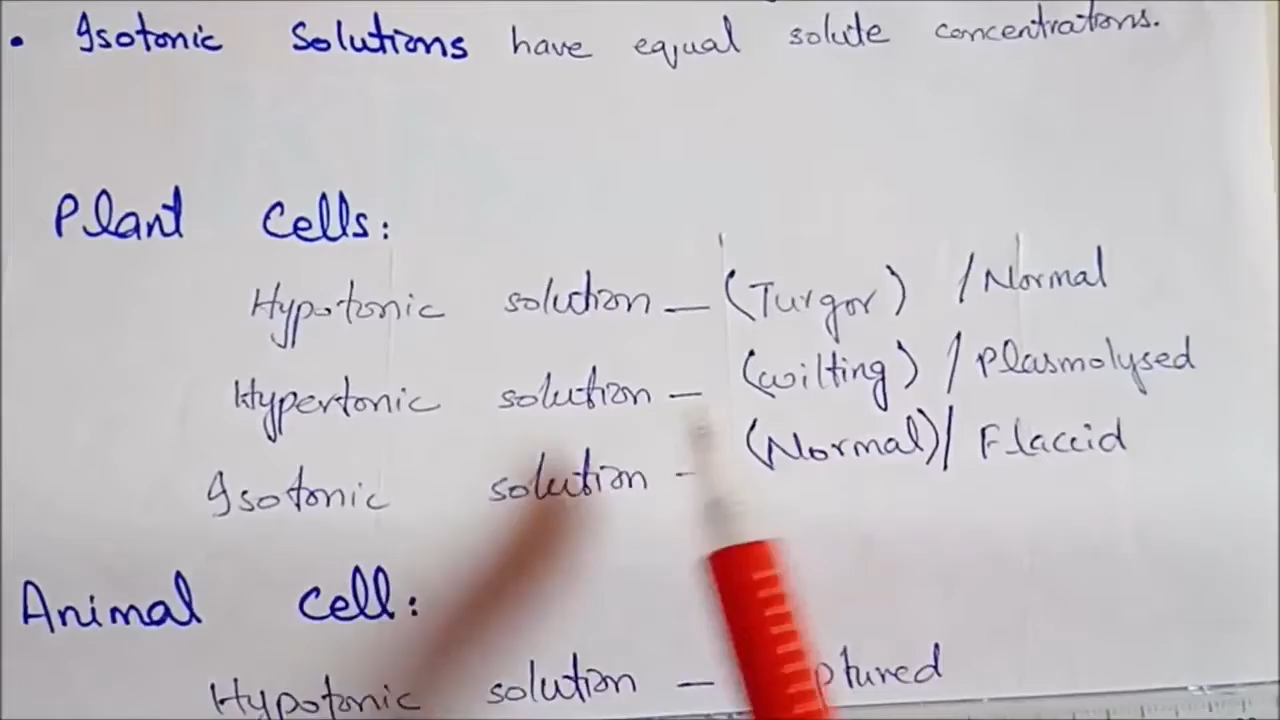 • Isotonic Solutions have equal solute concentrations.
Plant Cells:
Hypotonic solution – (Turgor) / Normal
Hypertonic solution – (wilting) / Plasmolysed
Isotonic solution – (Normal) / Flaccid
Animal Cell:
Hypotonic solution –